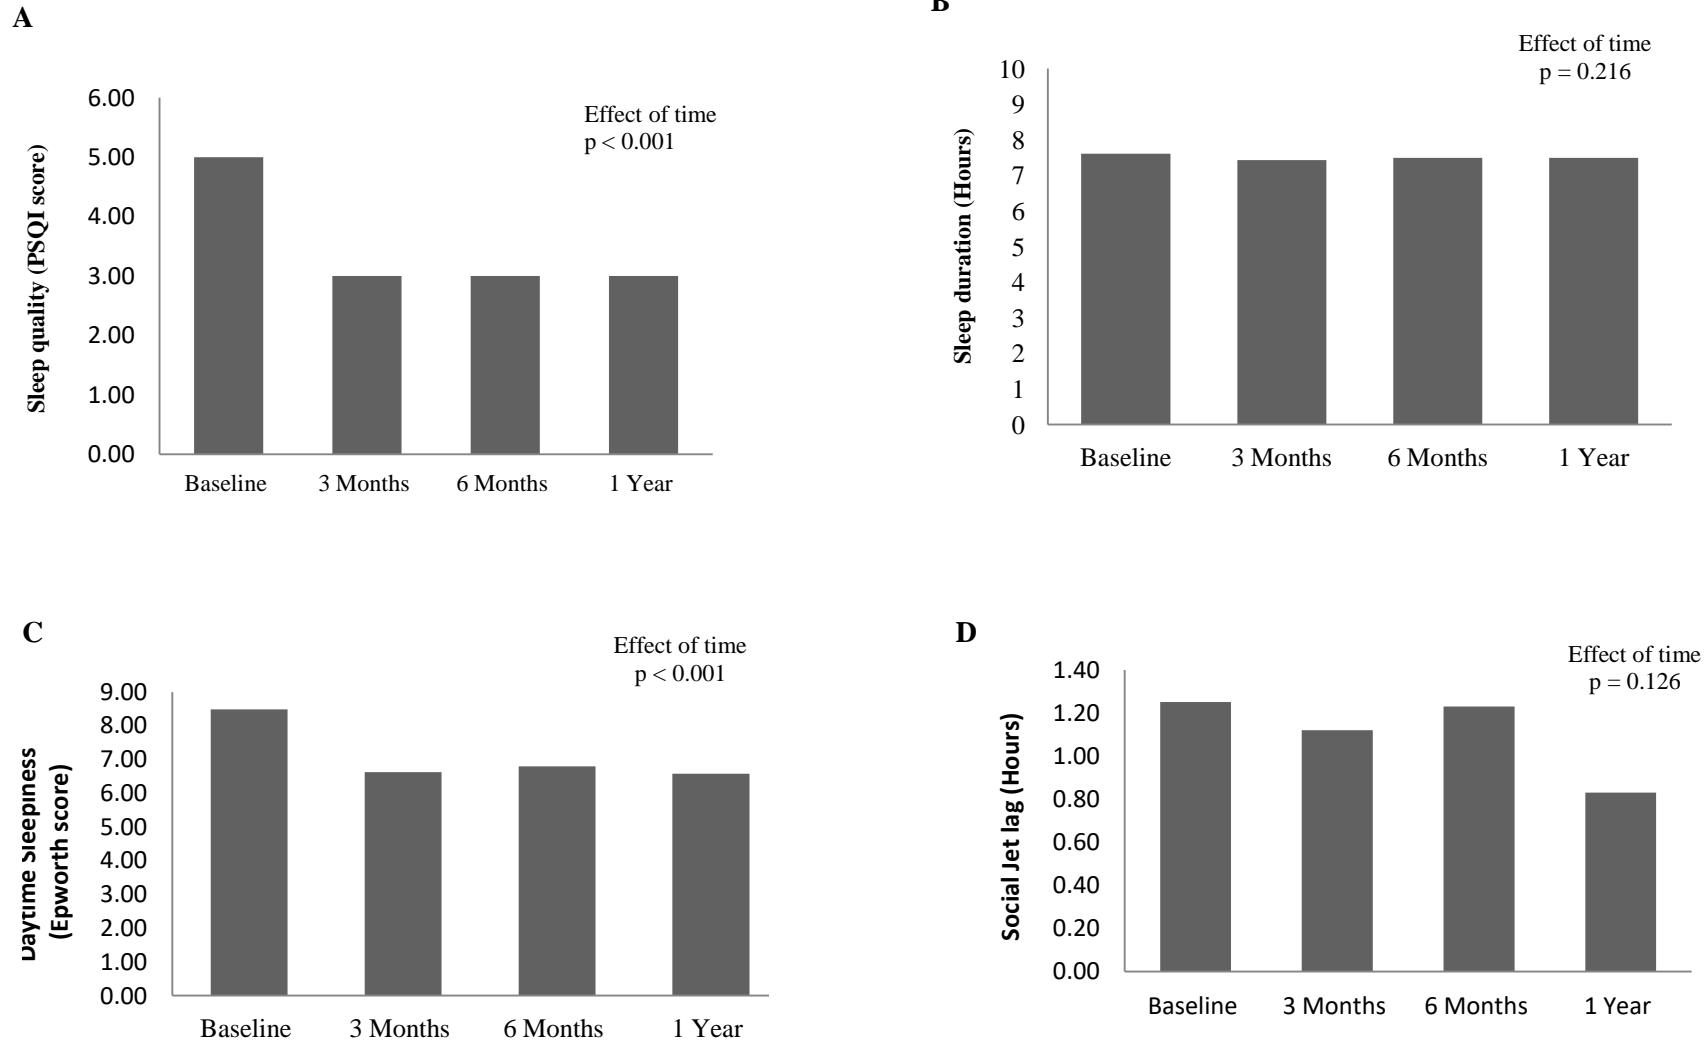 A
Effect of time
p < 0.001
6.00
5.00
4.00
3.00
2.00
1.00
0.00
Sleep quality (PSQI score)
Baseline
3 Months
6 Months
1 Year
B
Effect of time
p = 0.216
10
9
8
7
6
5
4
3
2
1
0
Sleep duration (Hours)
Baseline
3 Months
6 Months
1 Year
C
Effect of time
p < 0.001
9.00
8.00
7.00
6.00
5.00
4.00
3.00
2.00
1.00
0.00
Daytime Sleepiness
(Epworth score)
Baseline
3 Months
6 Months
1 Year
D
Effect of time
p = 0.126
1.40
1.20
1.00
0.80
0.60
0.40
0.20
0.00
Social Jet lag (Hours)
Baseline
3 Months
6 Months
1 Year